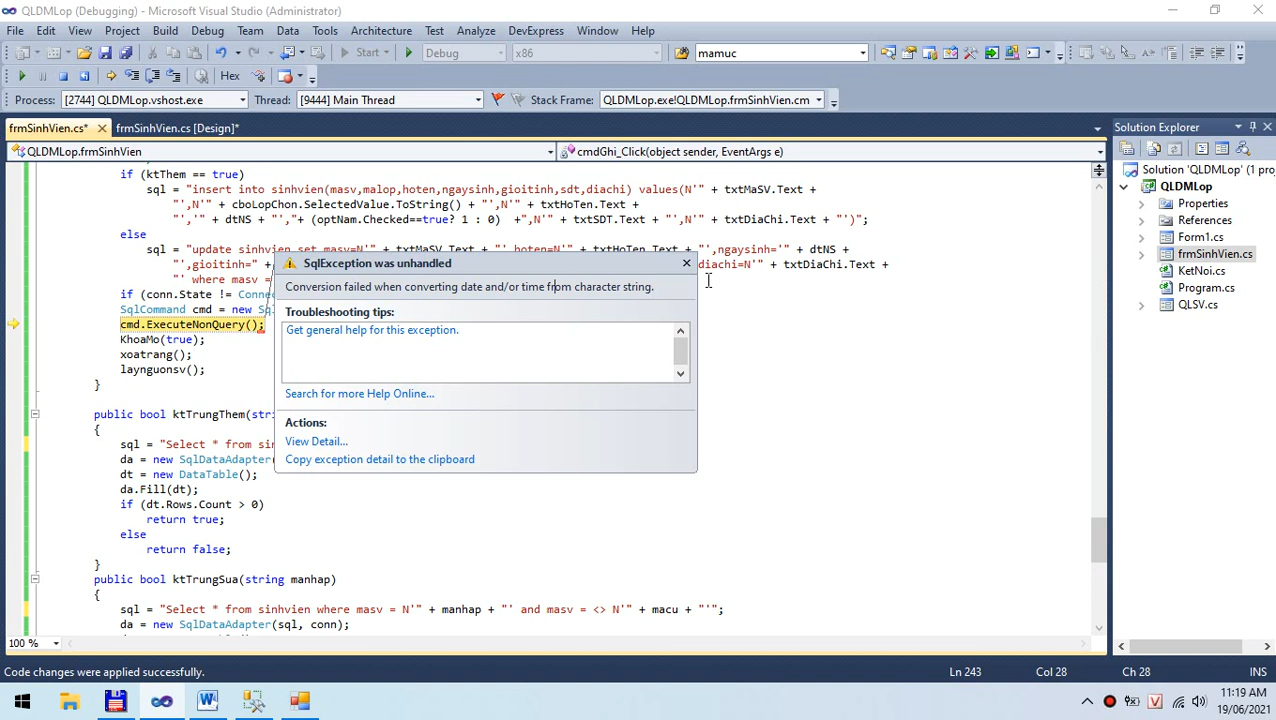 QLDMLop (Debugging) - Microsoft Visual Studio (Administrator)
File Edit View Project Build Debug Team Data Tools Architecture Test Analyze DevExpress Window Help
Start Debug x86 mamuc
Hex
Process: [2744] QLDMLop.vshost.exe Thread: [9444] Main Thread Stack Frame: QLDMLop.exe!QLDMLop.frmSinhVien.cm
frmSinhVien.cs* frmSinhVien.cs [Design]*
QLDMLop.frmSinhVien cmdGhi_Click(object sender, EventArgs e)
if (ktThem == true)
sql = "insert into sinhvien(masv,malop,hoten,ngaysinh,gioitinh,sdt,diachi) values(N'" + txtMaSV.Text +
"',N'" + cboLopChon.SelectedValue.ToString() + "',N'" + txtHoTen.Text +
"','" + dtNS + "',"+ (optNam.Checked==true? 1 : 0) +",N'" + txtSDT.Text + "',N'" + txtDiaChi.Text + "')";
else
sql = "update sinhvien set masv=N'" + txtMaSV.Text + "',hoten=N'" + txtHoTen.Text + "',ngaysinh='" + dtNS +
"',gioitinh=" + diachi=N'" + txtDiaChi.Text +
"' where masv =
if (conn.State != Connec
SqlCommand cmd = new Sql
cmd.ExecuteNonQuery();
KhoaMo(true);
xoatrang();
laynguonsv();
}
public bool ktTrungThem(str
{
sql = "Select * from sin
da = new SqlDataAdapter(
dt = new DataTable();
da.Fill(dt);
if (dt.Rows.Count > 0)
return true;
else
return false;
}
public bool ktTrungSua(string manhap)
{
sql = "Select * from sinhvien where masv = N'" + manhap + "' and masv = <> N'" + macu + "'";
da = new SqlDataAdapter(sql, conn);
100 %
SqlException was unhandled
Conversion failed when converting date and/or time from character string.
Troubleshooting tips:
Get general help for this exception.
Search for more Help Online...
Actions:
View Detail...
Copy exception detail to the clipboard
Solution Explorer
Solution 'QLDMLop' (1 proj
QLDMLop
Properties
References
Form1.cs
frmSinhVien.cs
KetNoi.cs
Program.cs
QLSV.cs
Code changes were applied successfully. Ln 243 Col 28 Ch 28 INS
11:19 AM
19/06/2021